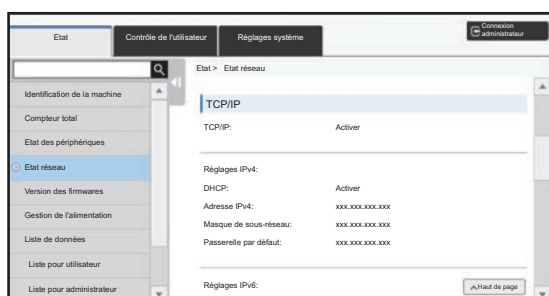 Etat
Contrôle de l'utilisateur
Réglages système
Connexion
administrateur
Etat > Etat réseau
Identification de la machine
Compteur total
Etat des périphériques
Etat réseau
Version des firmwares
Gestion de l'alimentation
Liste de données
Liste pour utilisateur
Liste pour administrateur
TCP/IP
TCP/IP: Activer
Réglages IPv4:
DHCP: Activer
Adresse IPv4: xxx.xxx.xxx.xxx
Masque de sous-réseau: xxx.xxx.xxx.xxx
Passerelle par défaut: xxx.xxx.xxx.xxx
Réglages IPv6:
Haut de page